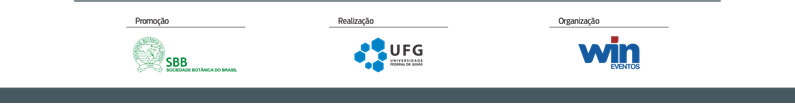 Promoção
Realização
Organização
SBB
SOCIEDADE BOTÂNICA DO BRASIL
UFG
UNIVERSIDADE
FEDERAL DE GOIÁS
win
EVENTOS